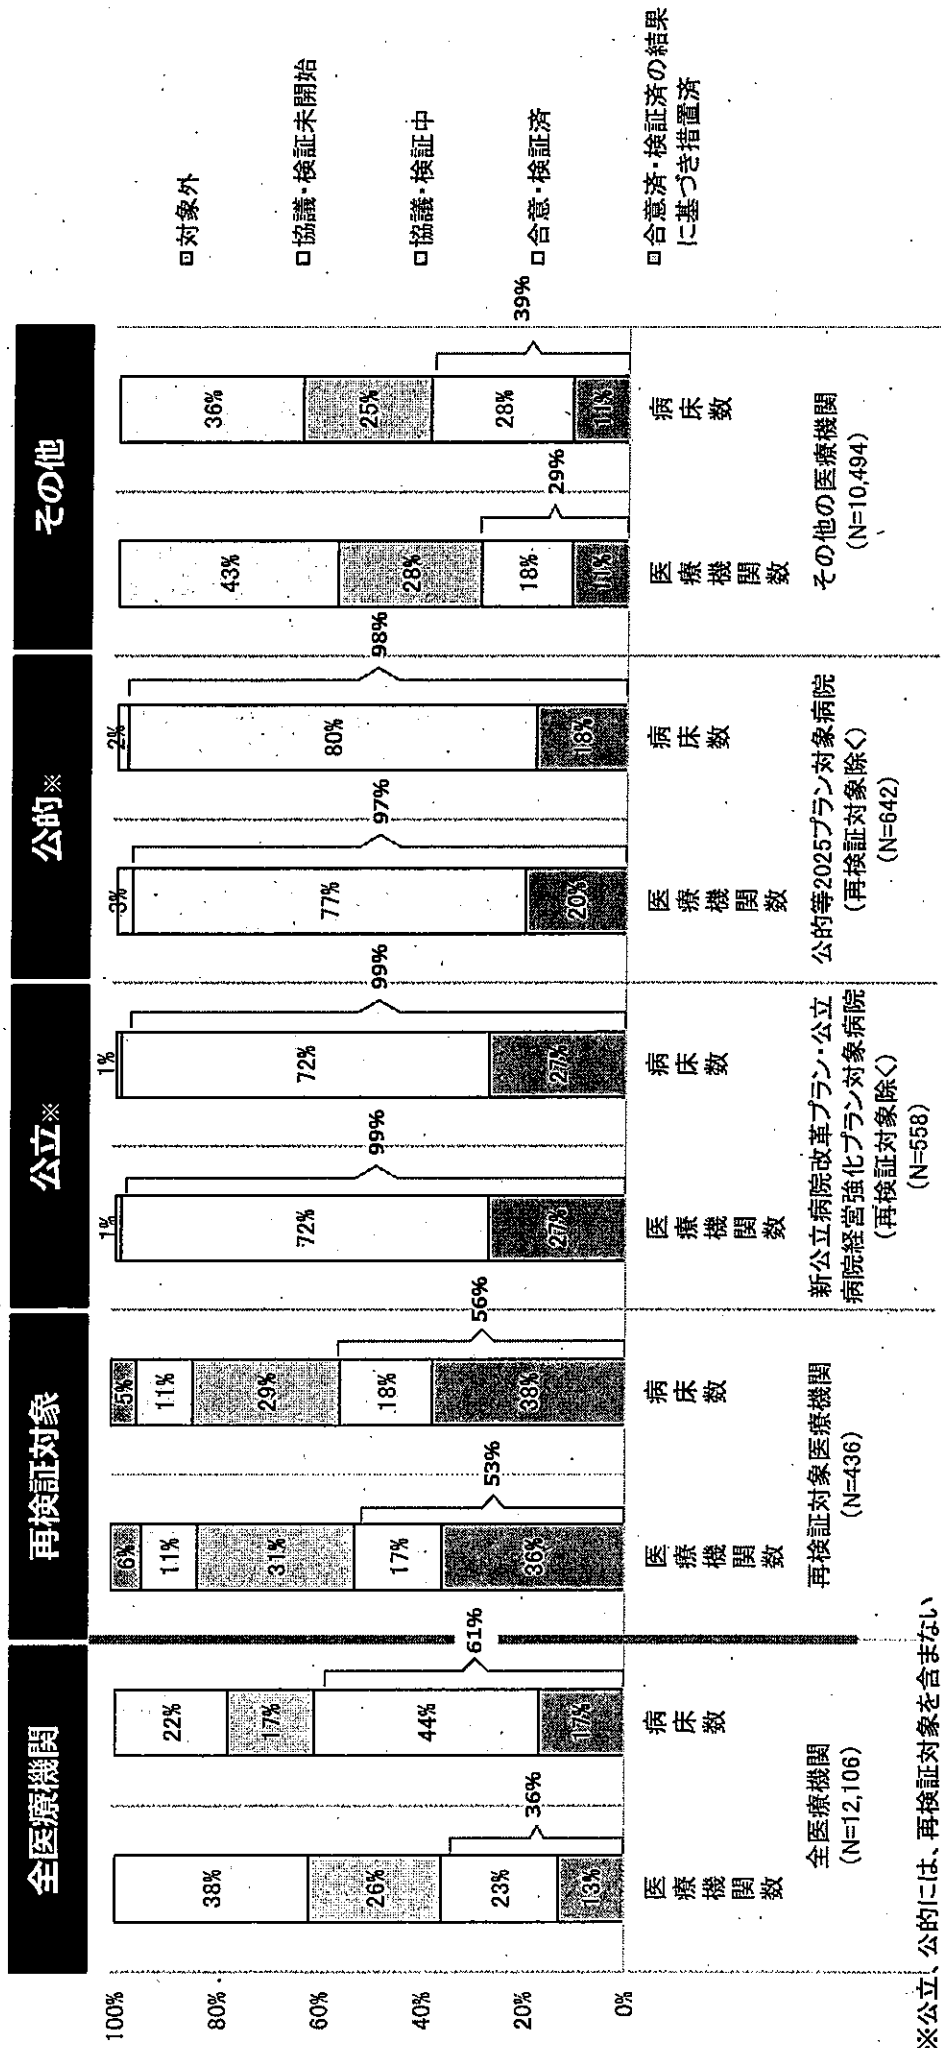 全医療機関
再検証対象
公立※
公的※
その他
100%
80%
60%
40%
20%
0%
38%
26%
23%
13%
36%
22%
17%
44%
17%
61%
6%
11%
31%
17%
36%
53%
5%
11%
29%
18%
38%
56%
1%
72%
27%
99%
1%
72%
27%
99%
3%
77%
20%
97%
2%
80%
18%
98%
43%
28%
18%
11%
29%
36%
25%
28%
11%
39%
医療機関数
病床数
医療機関数
病床数
医療機関数
病床数
医療機関数
病床数
医療機関数
病床数
全医療機関
(N=12,106)
再検証対象医療機関
(N=436)
新公立病院改革プラン・公立
病院経営強化プラン対象病院
(再検証対象除く)
(N=558)
公的等2025プラン対象病院
(再検証対象除く)
(N=642)
その他の医療機関
(N=10,494)
対象外
協議・検証未開始
協議・検証中
合意・検証済
合意済・検証済の結果
に基づき措置済
※公立、公的には、再検証対象を含まない